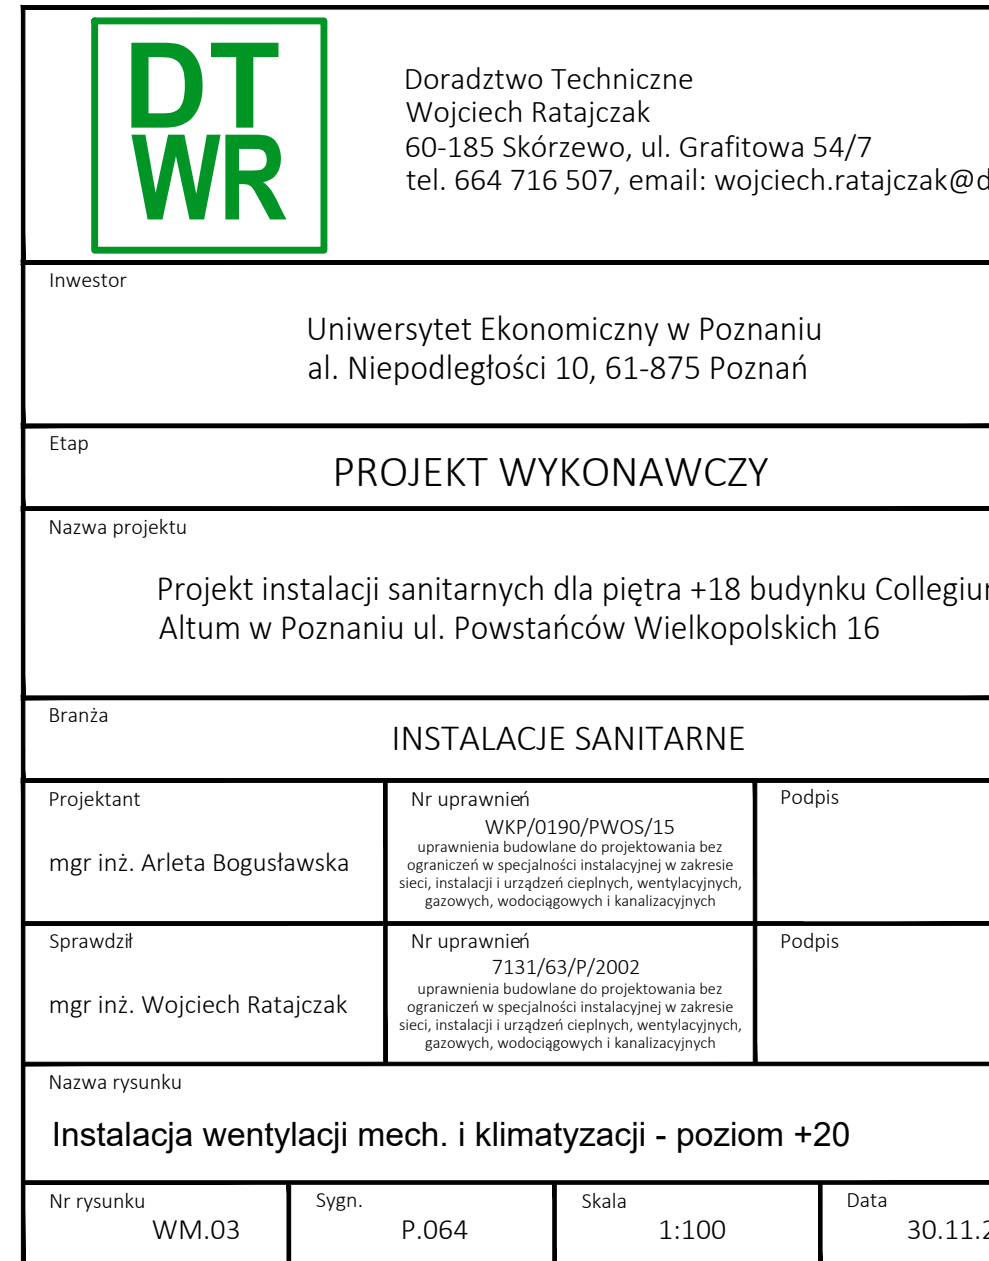 DT
WR
Doradztwo Techniczne
Wojciech Ratajczak
60-185 Skórzewo, ul. Grafitowa 54/7
tel. 664 716 507, email: wojciech.ratajczak@d
Inwestor
Uniwersytet Ekonomiczny w Poznaniu
al. Niepodległości 10, 61-875 Poznań
Etap
PROJEKT WYKONAWCZY
Nazwa projektu
Projekt instalacji sanitarnych dla piętra +18 budynku Collegiu
Altum w Poznaniu ul. Powstańców Wielkopolskich 16
Branża
INSTALACJE SANITARNE
Projektant
mgr inż. Arleta Bogusławska
Nr uprawnień
WKP/0190/PWOS/15
uprawnienia budowlane do projektowania bez
ograniczeń w specjalności instalacyjnej w zakresie
sieci, instalacji i urządzeń cieplnych, wentylacyjnych,
gazowych, wodociągowych i kanalizacyjnych
Podpis
Sprawdził
mgr inż. Wojciech Ratajczak
Nr uprawnień
7131/63/P/2002
uprawnienia budowlane do projektowania bez
ograniczeń w specjalności instalacyjnej w zakresie
sieci, instalacji i urządzeń cieplnych, wentylacyjnych,
gazowych, wodociągowych i kanalizacyjnych
Podpis
Nazwa rysunku
Instalacja wentylacji mech. i klimatyzacji - poziom +20
Nr rysunku
WM.03
Sygn.
P.064
Skala
1:100
Data
30.11.2